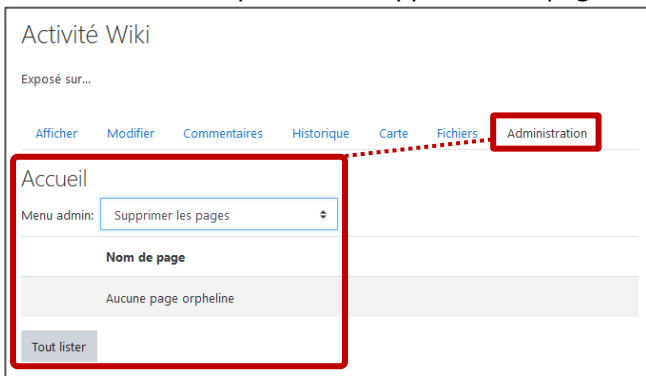 Activité Wiki
Exposé sur...
Afficher Modifier Commentaires Historique Carte Fichiers Administration
Accueil
Menu admin: Supprimer les pages
Nom de page
Aucune page orpheline
Tout lister